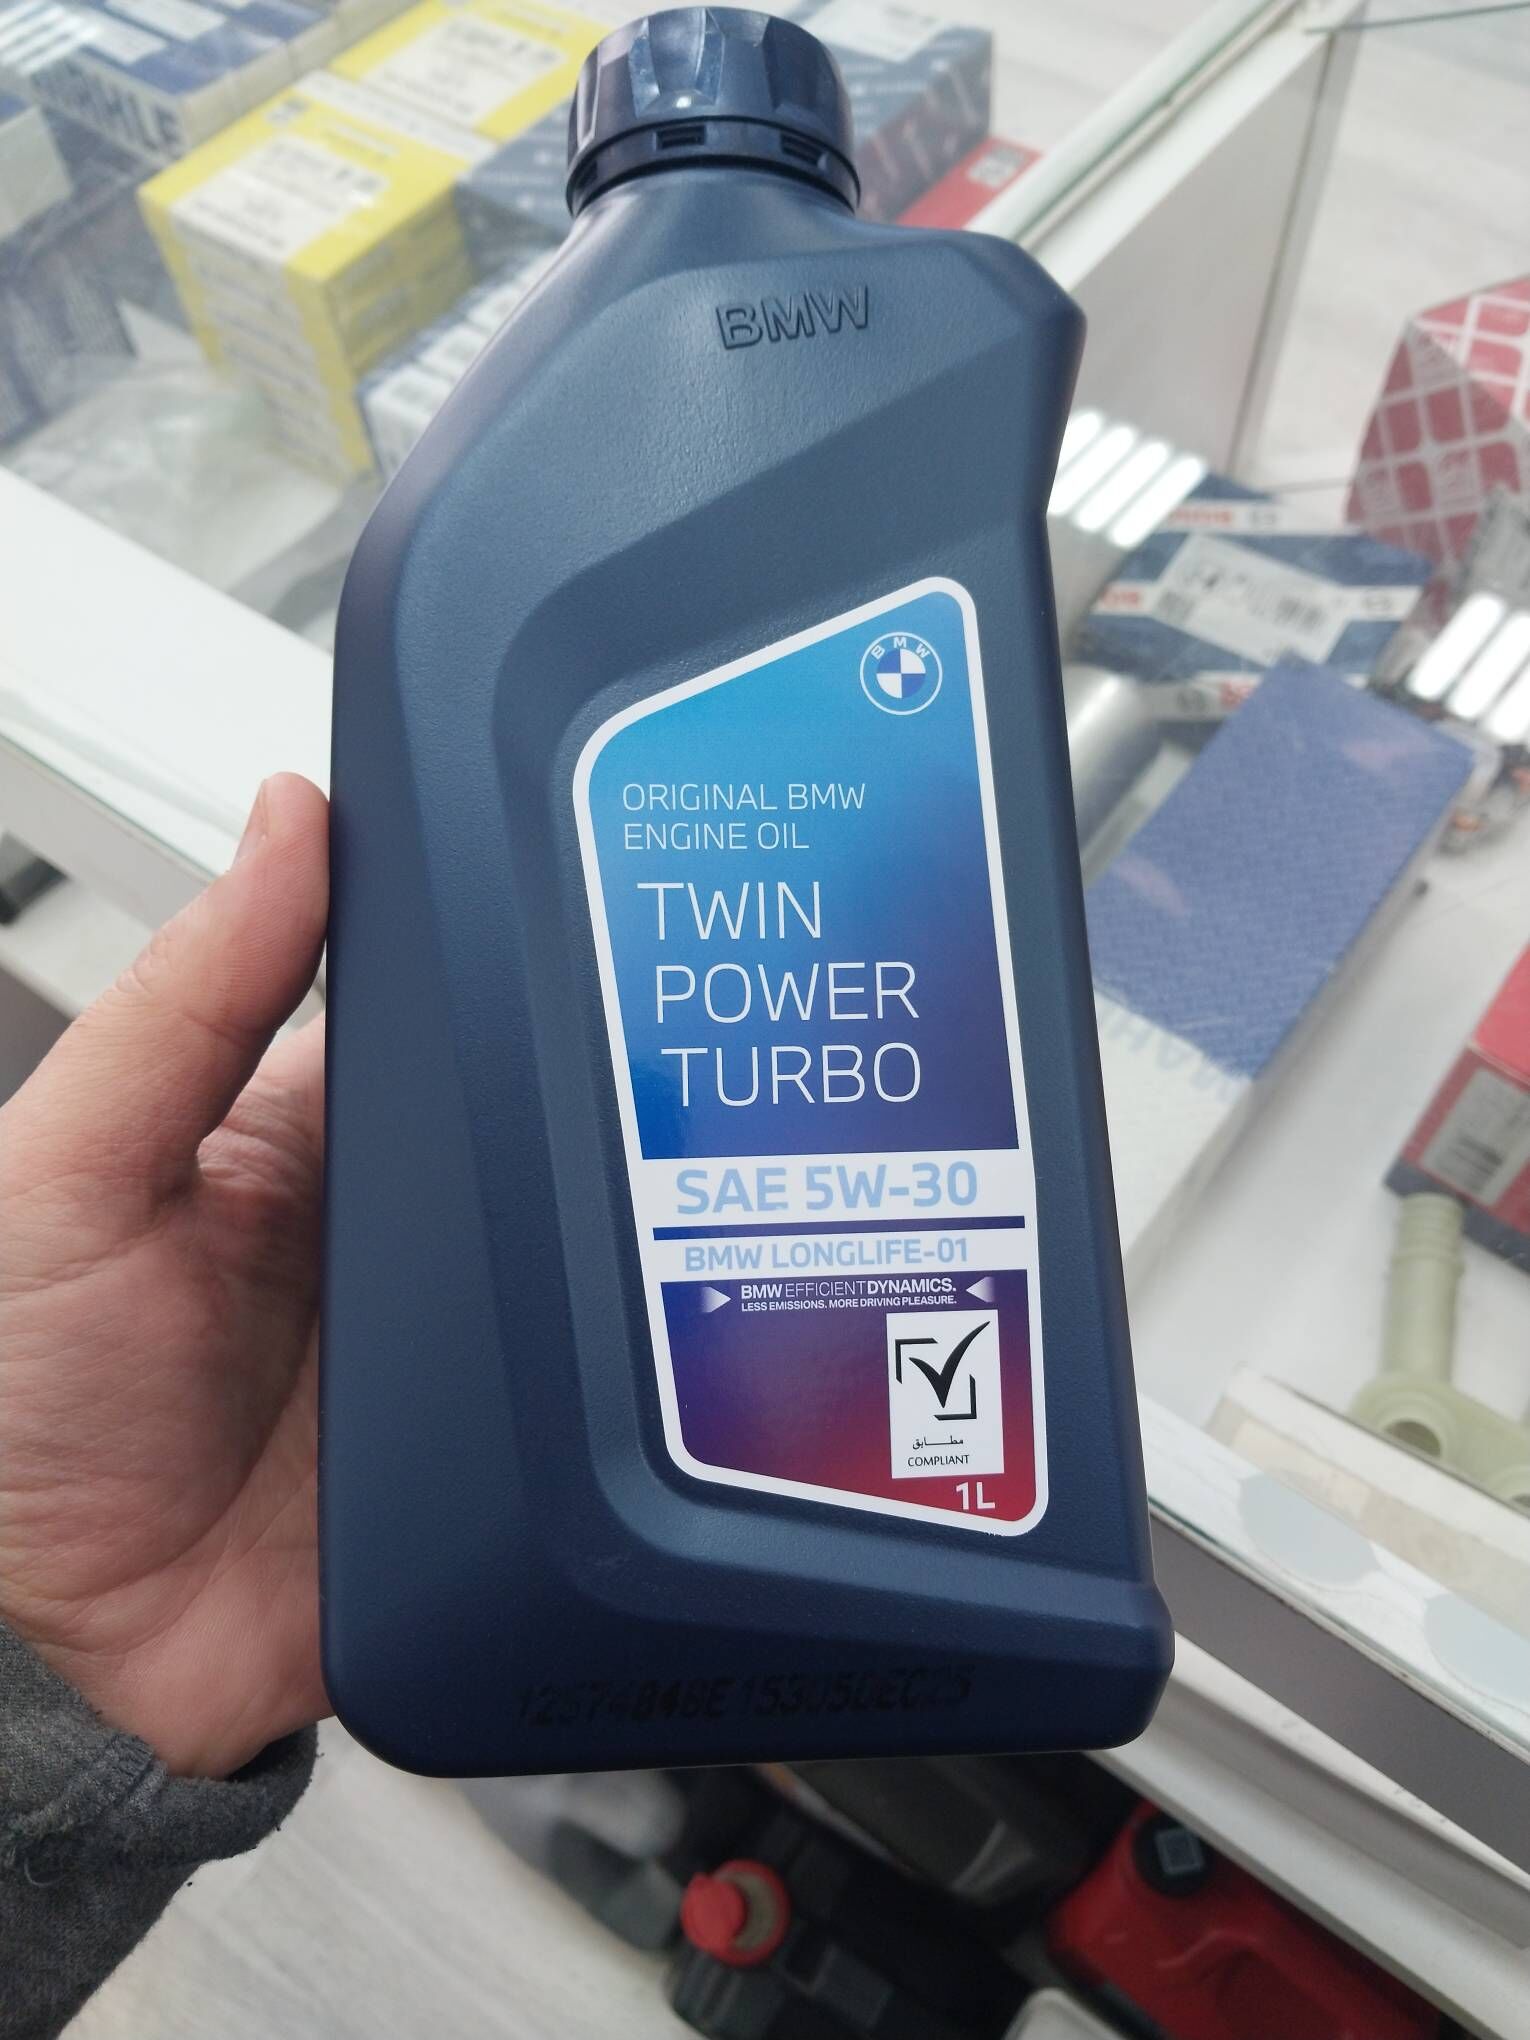 BMW
BMW
ORIGINAL BMW
ENGINE OIL
TWIN
POWER
TURBO
SAE 5W-30
BMW LONGLIFE-01
BMW EFFICIENTDYNAMICS.
LESS EMISSIONS. MORE DRIVING PLEASURE.
مطابق
COMPLIANT
1L